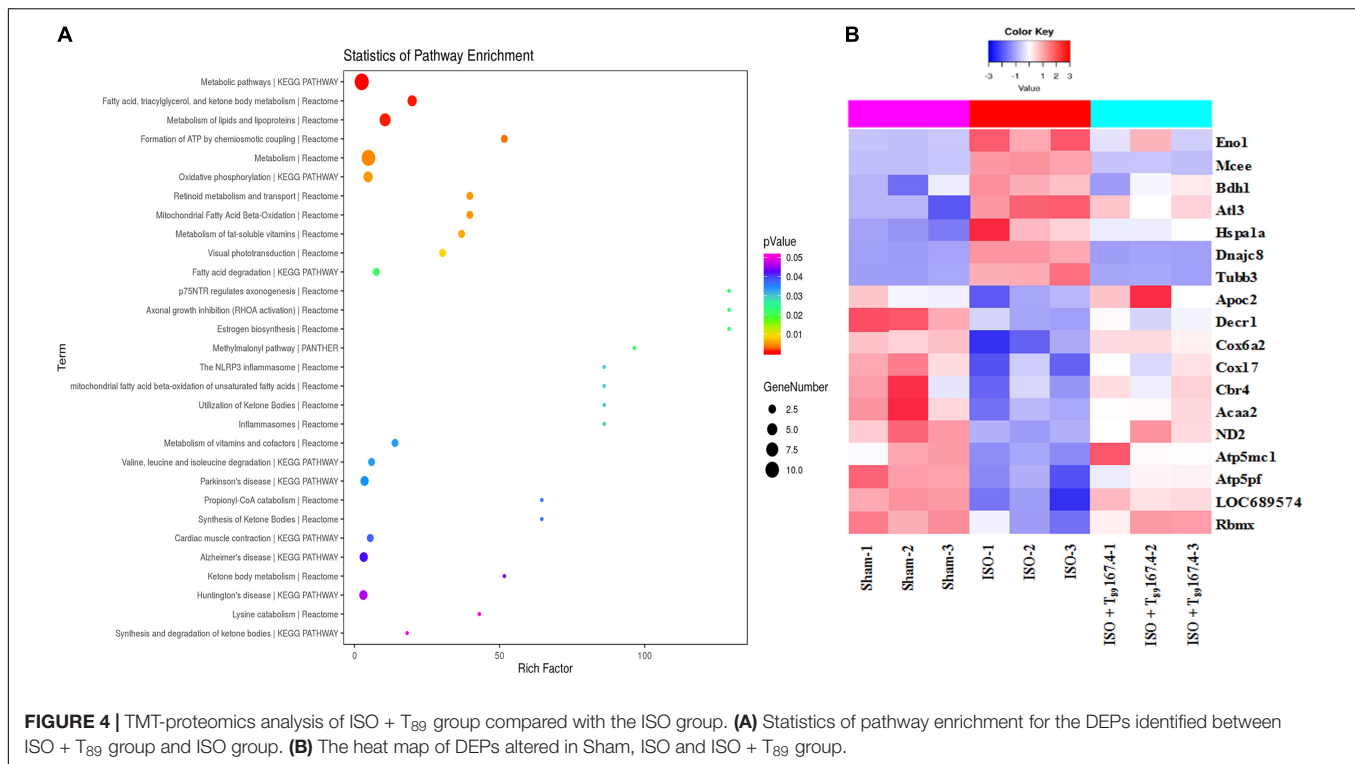 A
Statistics of Pathway Enrichment
Term
Metabolic pathways | KEGG PATHWAY
Fatty acid, triacylglycerol, and ketone body metabolism | Reactome
Metabolism of lipids and lipoproteins | Reactome
Formation of ATP by chemiosmotic coupling | Reactome
Metabolism | Reactome
Oxidative phosphorylation | KEGG PATHWAY
Retinoid metabolism and transport | Reactome
Mitochondrial Fatty Acid Beta-Oxidation | Reactome
Metabolism of fat-soluble vitamins | Reactome
Visual phototransduction | Reactome
Fatty acid degradation | KEGG PATHWAY
p75NTR regulates axonogenesis | Reactome
Axonal growth inhibition (RHOA activation) | Reactome
Estrogen biosynthesis | Reactome
Methylmalonyl pathway | PANTHER
The NLRP3 inflammasome | Reactome
mitochondrial fatty acid beta-oxidation of unsaturated fatty acids | Reactome
Utilization of Ketone Bodies | Reactome
Inflammasomes | Reactome
Metabolism of vitamins and cofactors | Reactome
Valine, leucine and isoleucine degradation | KEGG PATHWAY
Parkinson's disease | KEGG PATHWAY
Propionyl-CoA catabolism | Reactome
Synthesis of Ketone Bodies | Reactome
Cardiac muscle contraction | KEGG PATHWAY
Alzheimer's disease | KEGG PATHWAY
Ketone body metabolism | Reactome
Huntington's disease | KEGG PATHWAY
Lysine catabolism | Reactome
Synthesis and degradation of ketone bodies | KEGG PATHWAY
0 50 100
Rich Factor
pValue
0.05
0.04
0.03
0.02
0.01
GeneNumber
2.5
5.0
7.5
10.0
B
Color Key
-3 -1 1 2 3
Value
Eno1
Mcee
Bdh1
Atl3
Hspa1a
Dnajc8
Tubb3
Apoc2
Decr1
Cox6a2
Cox17
Cbr4
Acaa2
ND2
Atp5mc1
Atp5pf
LOC689574
Rbmx
Sham-1
Sham-2
Sham-3
ISO-1
ISO-2
ISO-3
ISO + T89167.4-1
ISO + T89167.4-2
ISO + T89167.4-3
FIGURE 4 | TMT-proteomics analysis of ISO + T89 group compared with the ISO group. (A) Statistics of pathway enrichment for the DEPs identified between
ISO + T89 group and ISO group. (B) The heat map of DEPs altered in Sham, ISO and ISO + T89 group.